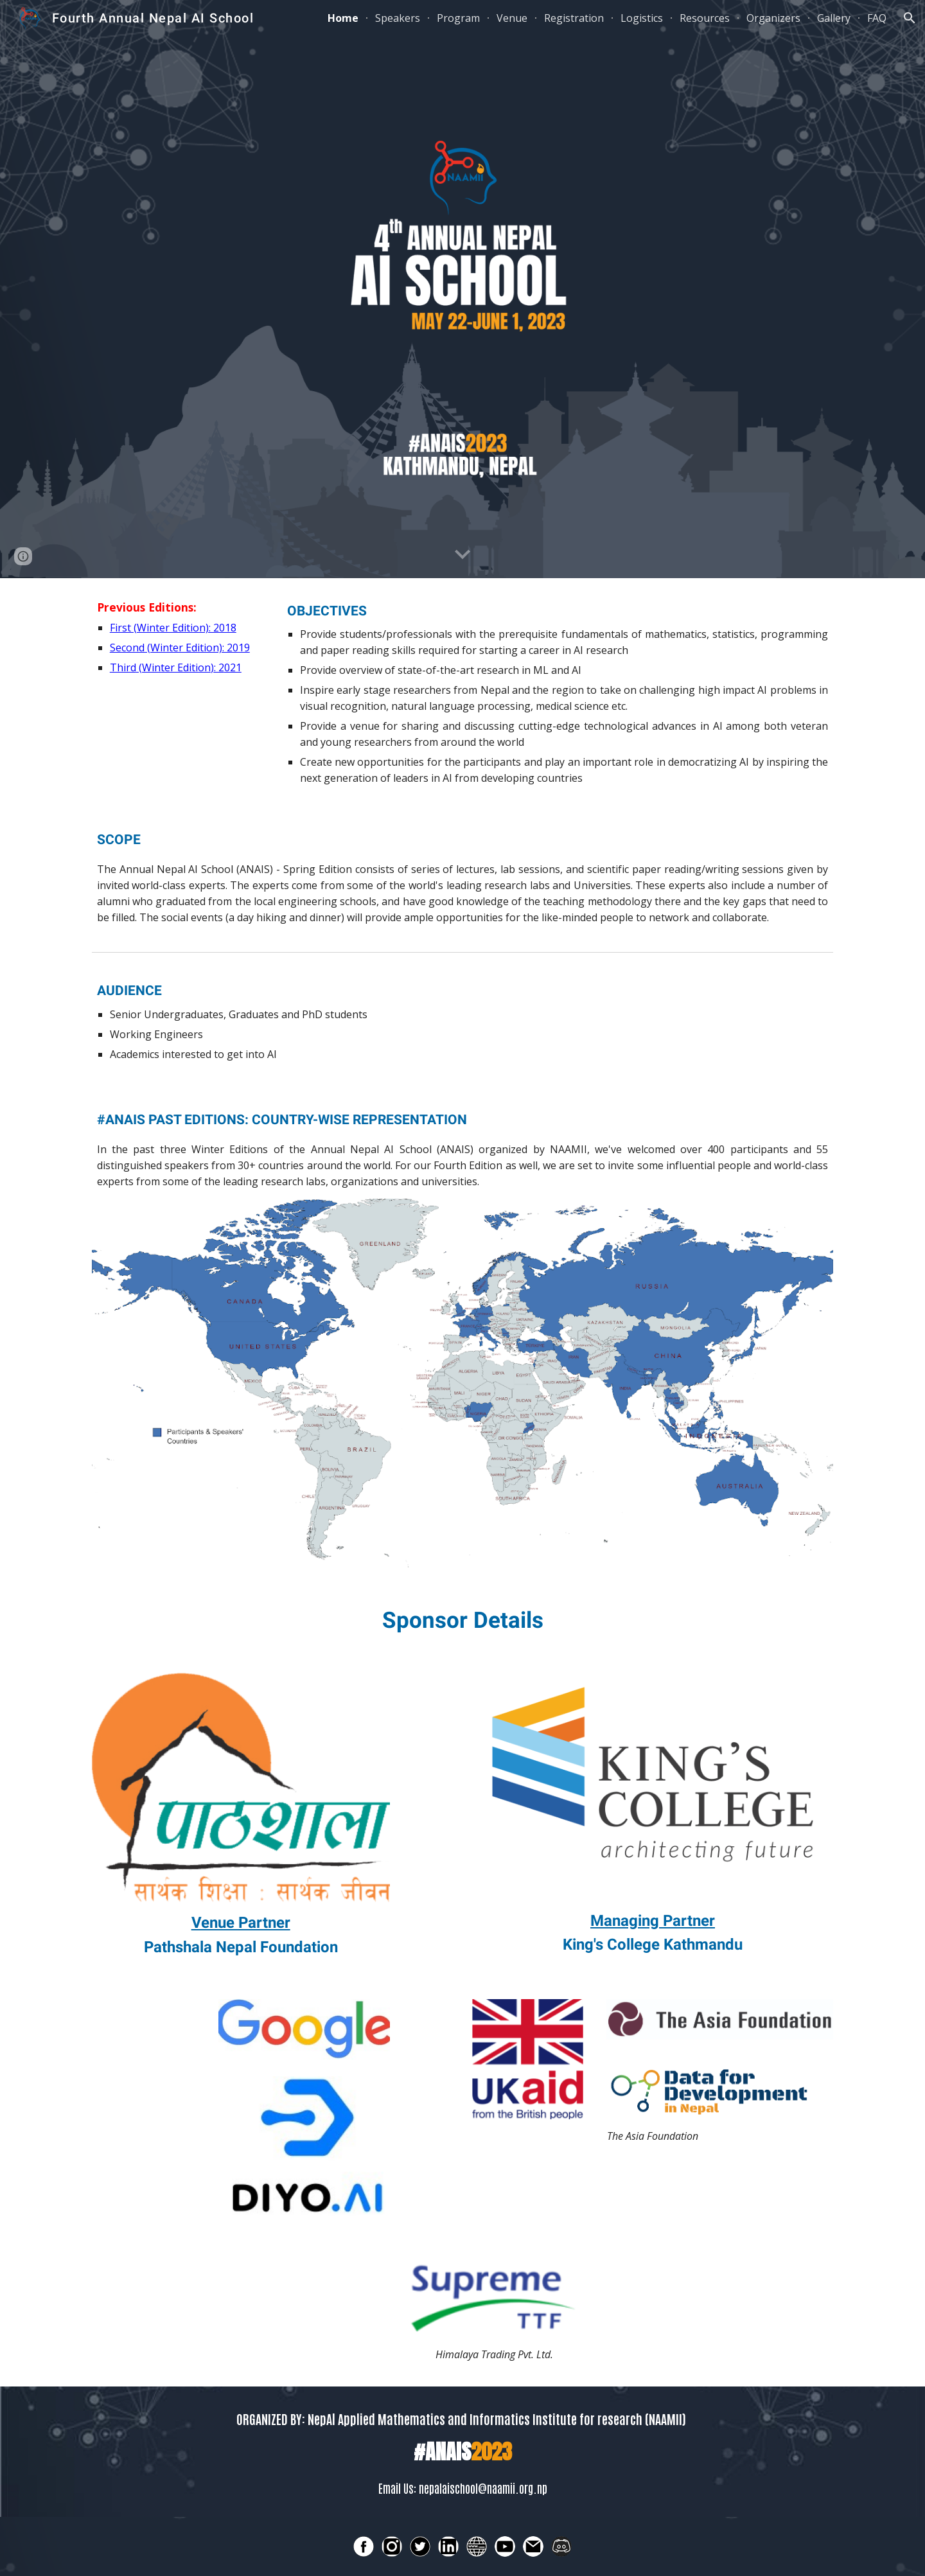 Fourth Annual Nepal AI School
Home · Speakers · Program · Venue · Registration · Logistics · Resources · Organizers · Gallery · FAQ
NAAMII
4th ANNUAL NEPAL
AI SCHOOL
MAY 22-JUNE 1, 2023
#ANAIS2023
KATHMANDU, NEPAL
Previous Editions:
First (Winter Edition): 2018
Second (Winter Edition): 2019
Third (Winter Edition): 2021
OBJECTIVES
Provide students/professionals with the prerequisite fundamentals of mathematics, statistics, programming
and paper reading skills required for starting a career in AI research
Provide overview of state-of-the-art research in ML and AI
Inspire early stage researchers from Nepal and the region to take on challenging high impact AI problems in
visual recognition, natural language processing, medical science etc.
Provide a venue for sharing and discussing cutting-edge technological advances in AI among both veteran
and young researchers from around the world
Create new opportunities for the participants and play an important role in democratizing AI by inspiring the
next generation of leaders in AI from developing countries
SCOPE
The Annual Nepal AI School (ANAIS) - Spring Edition consists of series of lectures, lab sessions, and scientific paper reading/writing sessions given by
invited world-class experts. The experts come from some of the world's leading research labs and Universities. These experts also include a number of
alumni who graduated from the local engineering schools, and have good knowledge of the teaching methodology there and the key gaps that need to
be filled. The social events (a day hiking and dinner) will provide ample opportunities for the like-minded people to network and collaborate.
AUDIENCE
Senior Undergraduates, Graduates and PhD students
Working Engineers
Academics interested to get into AI
#ANAIS PAST EDITIONS: COUNTRY-WISE REPRESENTATION
In the past three Winter Editions of the Annual Nepal AI School (ANAIS) organized by NAAMII, we've welcomed over 400 participants and 55
distinguished speakers from 30+ countries around the world. For our Fourth Edition as well, we are set to invite some influential people and world-class
experts from some of the leading research labs, organizations and universities.
GREENLAND
CANADA
RUSSIA
UNITED STATES
KAZAKHSTAN
MONGOLIA
CHINA
MEXICO
BRAZIL
INDONESIA
AUSTRALIA
SOUTH AFRICA
NEW ZEALAND
Participants & Speakers'
Countries
Sponsor Details
पाठशाला
सार्थक शिक्षा : सार्थक जीवन
Venue Partner
Pathshala Nepal Foundation
KING'S
COLLEGE
architecting future
Managing Partner
King's College Kathmandu
Google
DIYO.AI
UKaid
from the British people
The Asia Foundation
Data for
Development
in Nepal
The Asia Foundation
Supreme
TTF
Himalaya Trading Pvt. Ltd.
ORGANIZED BY: NepAl Applied Mathematics and Informatics Institute for research (NAAMII)
#ANAIS2023
Email Us: nepalaischool@naamii.org.np